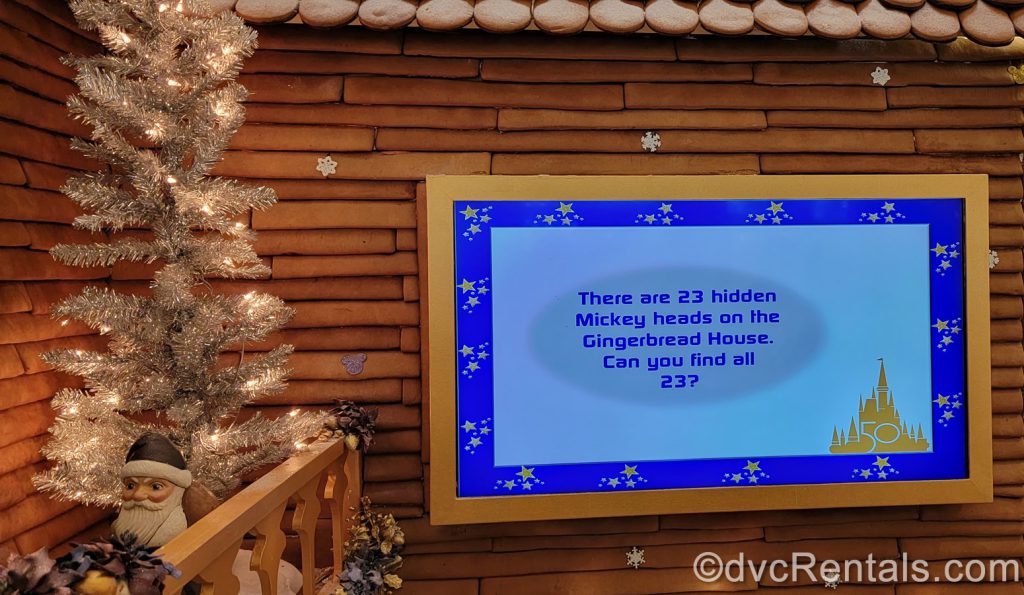 There are 23 hidden
Mickey heads on the
Gingerbread House.
Can you find all
23?
50
©dvcRentals.com